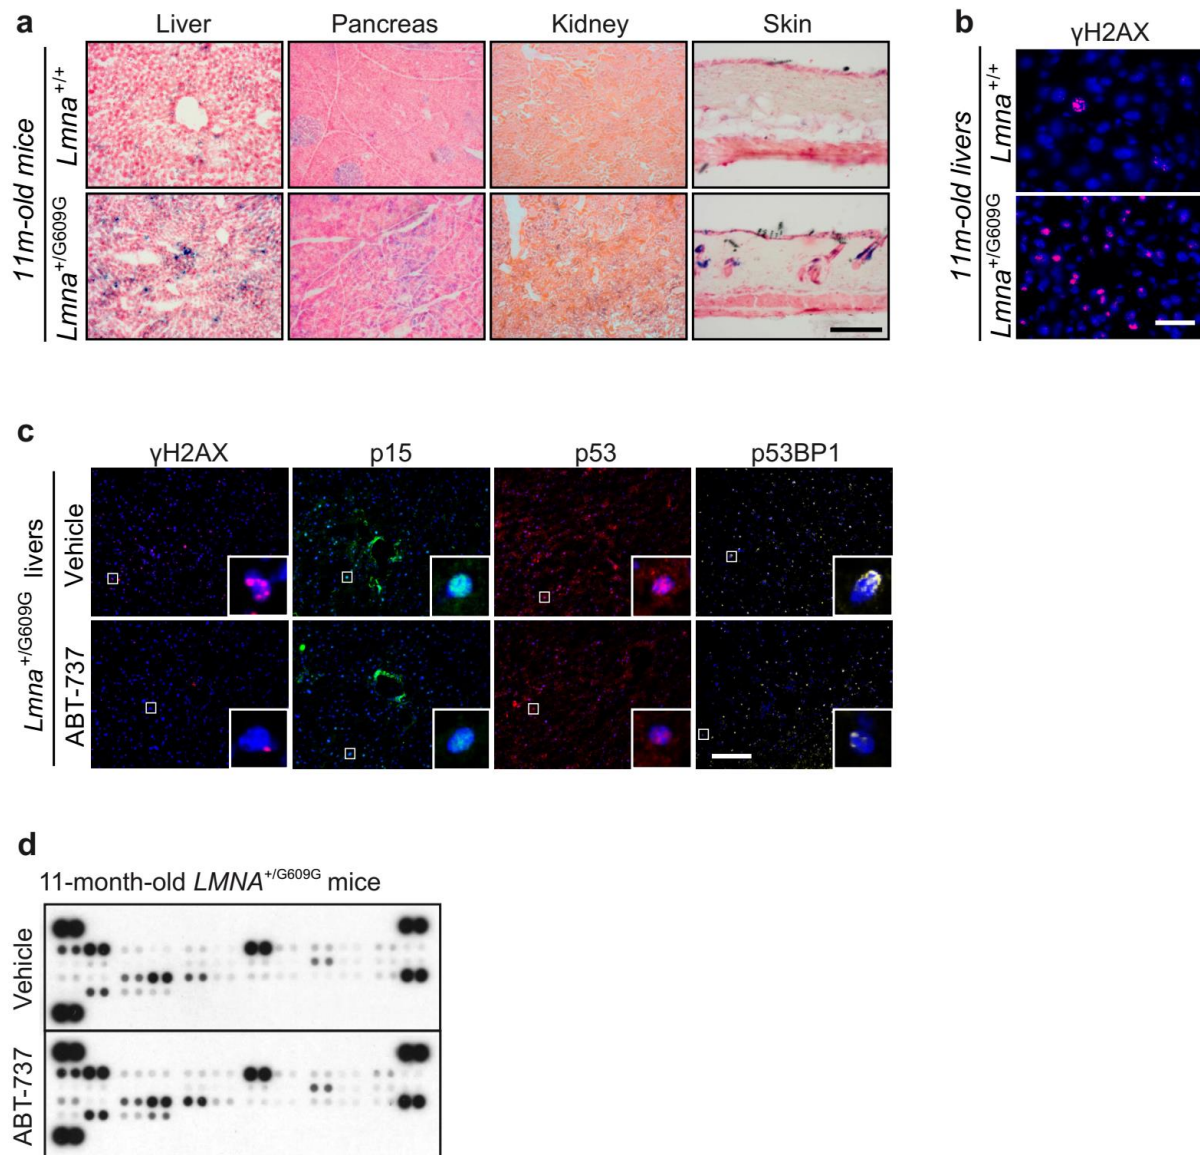 a
Liver Pancreas Kidney Skin
11m-old mice
Lmna+/+
Lmna+/G609G
b
γH2AX
11m-old livers
Lmna+/+
Lmna+/G609G
c
γH2AX p15 p53 p53BP1
Lmna+/G609G livers
Vehicle
ABT-737
d
11-month-old LMNA+/G609G mice
Vehicle
ABT-737